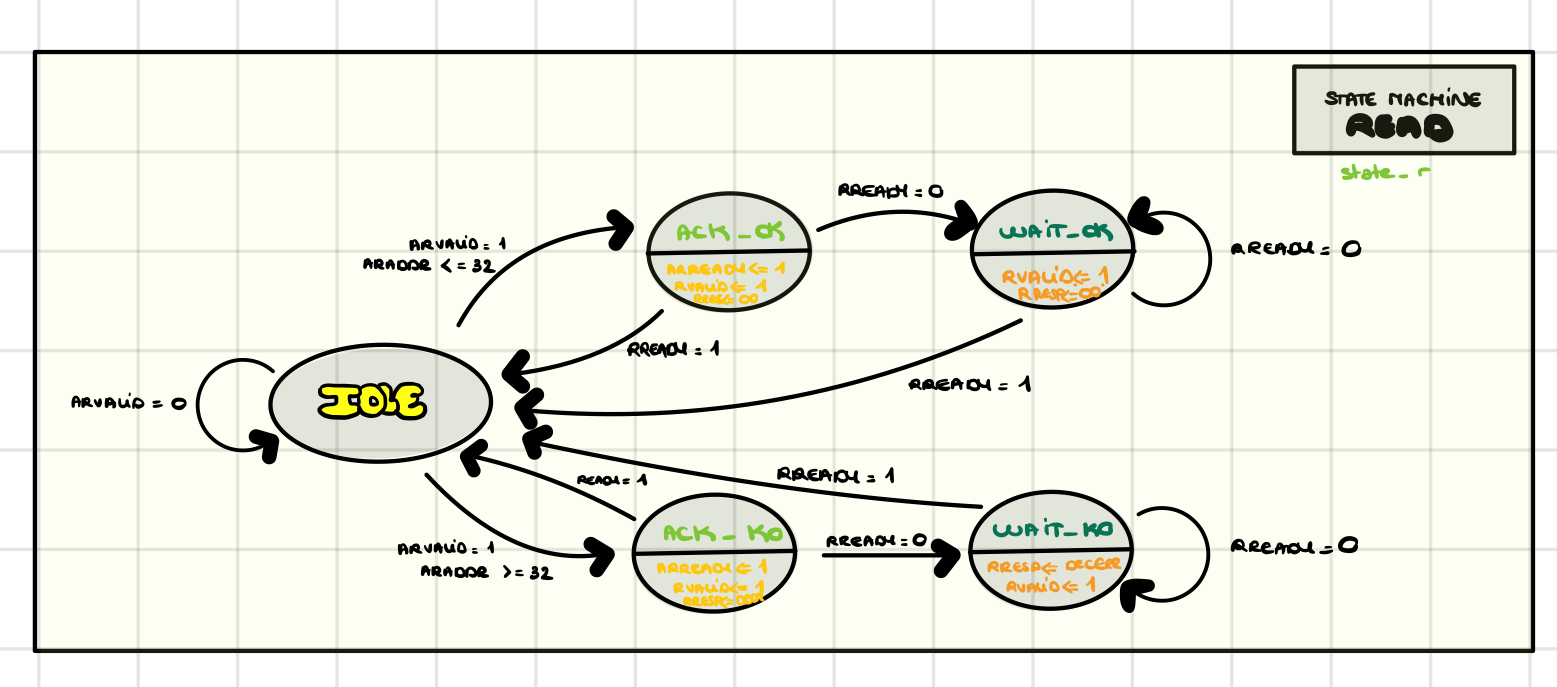 STATE MACHINE
READ
state_r
RREADY = 0
ACK_OK
WAIT_OK
ARVALID = 1
ARADDR <= 32
RREADY = 0
ARREADY <= 1
RVALID <= 1
RRESP <= 00
RVALID <= 1
RRESP <= 00
RREADY = 1
RREADY = 1
ARVALID = 0
IDLE
READY = 1
RREADY = 1
ACK_KO
WAIT_KO
ARVALID = 1
ARADDR >= 32
RREADY = 0
RREADY = 0
ARREADY <= 1
RVALID <= 1
RRESP <=
RRESP <= DECERR
RVALID <= 1